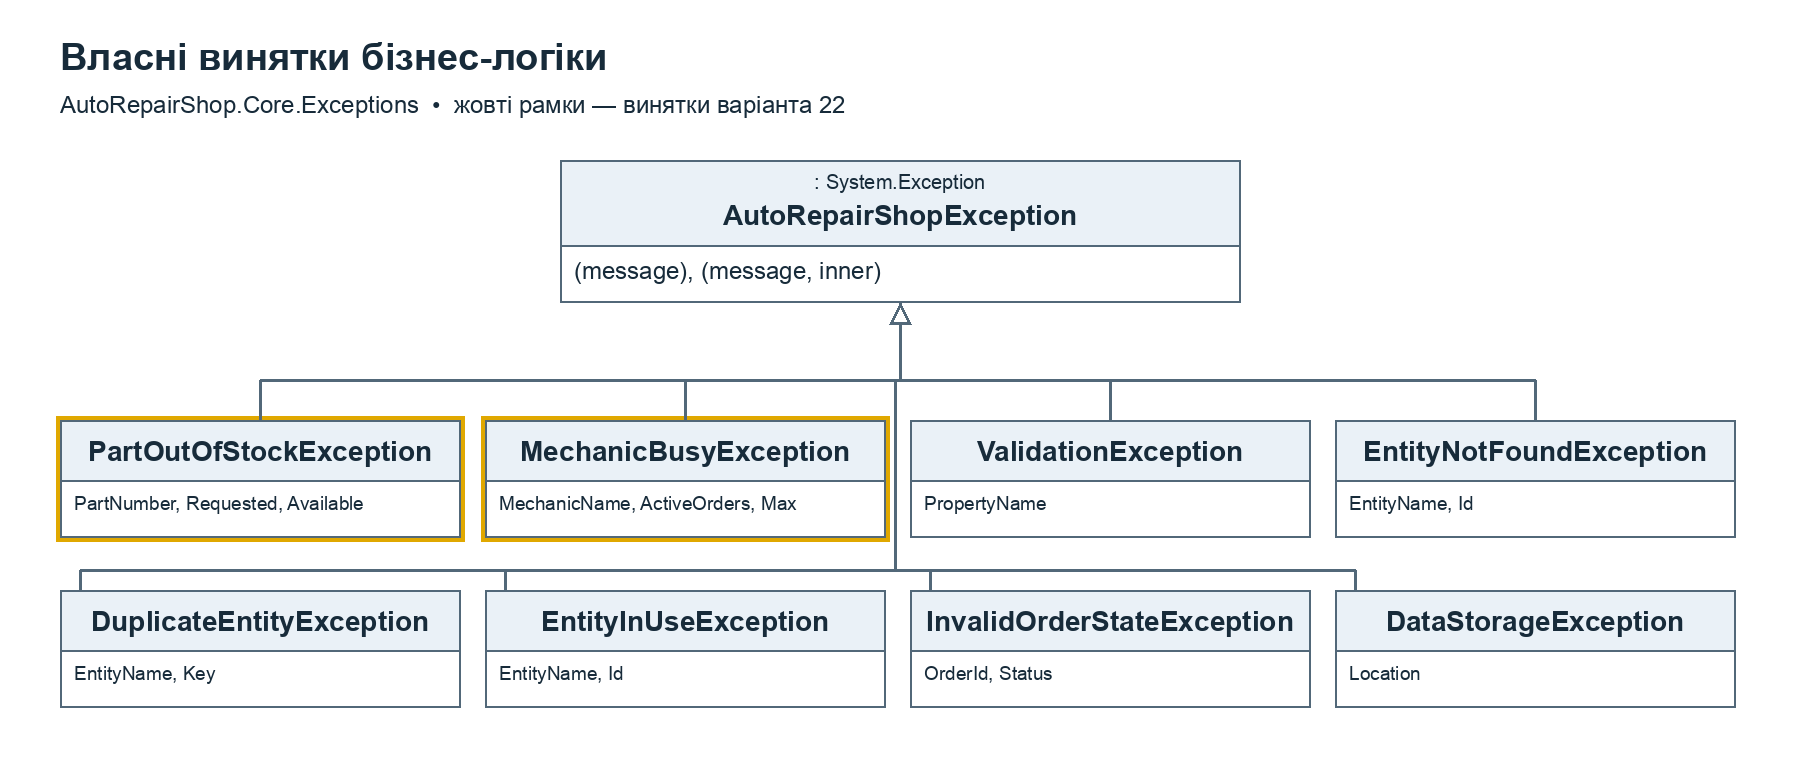 Власні винятки бізнес-логіки
AutoRepairShop.Core.Exceptions • жовті рамки — винятки варіанта 22
: System.Exception
AutoRepairShopException
(message), (message, inner)
PartOutOfStockException
PartNumber, Requested, Available
MechanicBusyException
MechanicName, ActiveOrders, Max
ValidationException
PropertyName
EntityNotFoundException
EntityName, Id
DuplicateEntityException
EntityName, Key
EntityInUseException
EntityName, Id
InvalidOrderStateException
OrderId, Status
DataStorageException
Location